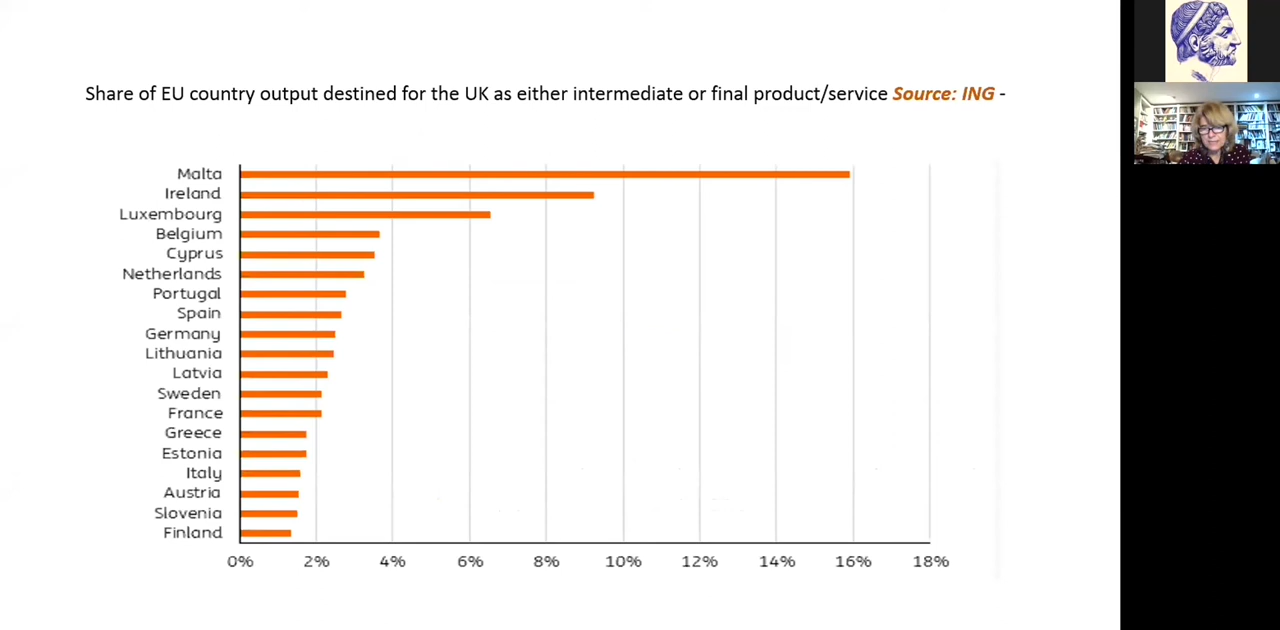 Share of EU country output destined for the UK as either intermediate or final product/service Source: ING -
Malta
Ireland
Luxembourg
Belgium
Cyprus
Netherlands
Portugal
Spain
Germany
Lithuania
Latvia
Sweden
France
Greece
Estonia
Italy
Austria
Slovenia
Finland
0% 2% 4% 6% 8% 10% 12% 14% 16% 18%